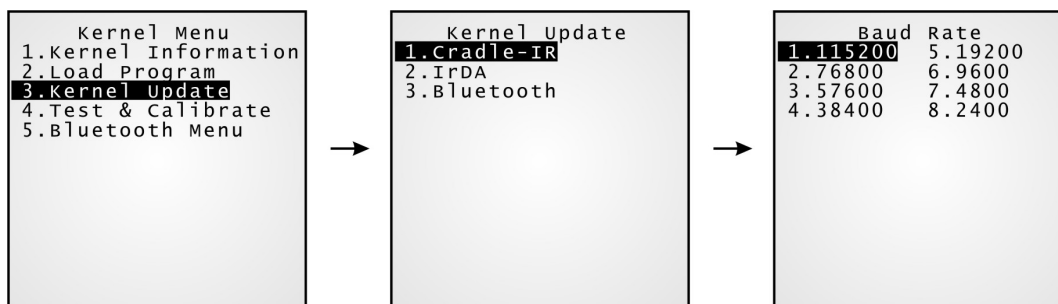 Kernel Menu
1.Kernel Information
2.Load Program
3.Kernel Update
4.Test & Calibrate
5.Bluetooth Menu
Kernel Update
1.Cradle-IR
2.IrDA
3.Bluetooth
Baud Rate
1.115200 5.19200
2.76800 6.9600
3.57600 7.4800
4.38400 8.2400